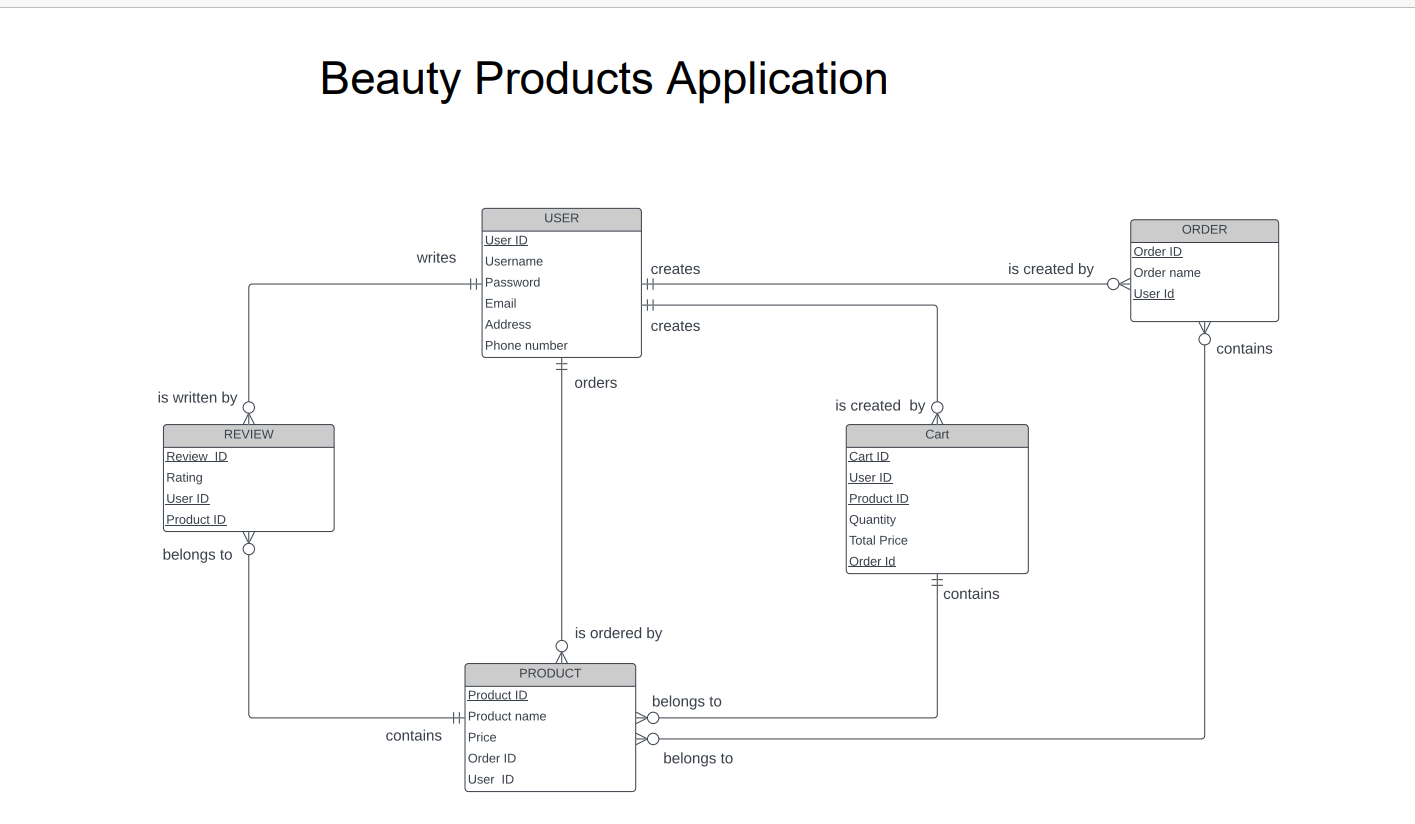 Beauty Products Application
USER
User ID
Username
Password
Email
Address
Phone number
ORDER
Order ID
Order name
User Id
writes
creates
is created by
creates
contains
orders
is written by
is created  by
REVIEW
Review  ID
Rating
User ID
Product ID
Cart
Cart ID
User ID
Product ID
Quantity
Total Price
Order Id
belongs to
contains
is ordered by
PRODUCT
Product ID
Product name
Price
Order ID
User  ID
belongs to
contains
belongs to